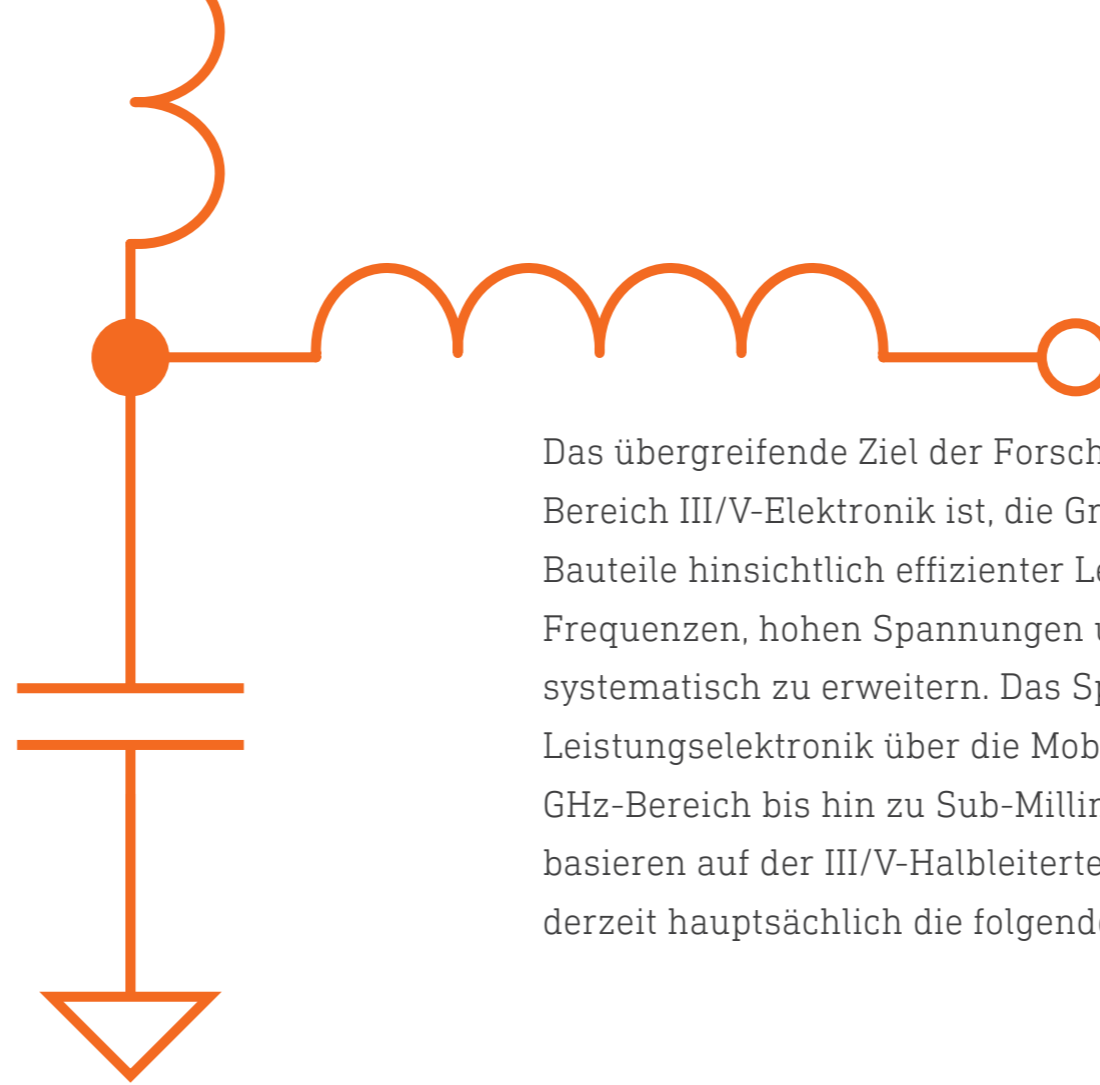 Das übergreifende Ziel der Forsch
Bereich III/V-Elektronik ist, die Gr
Bauteile hinsichtlich effizienter Le
Frequenzen, hohen Spannungen u
systematisch zu erweitern. Das Sp
Leistungselektronik über die Mob
GHz-Bereich bis hin zu Sub-Millim
basieren auf der III/V-Halbleiterte
derzeit hauptsächlich die folgende